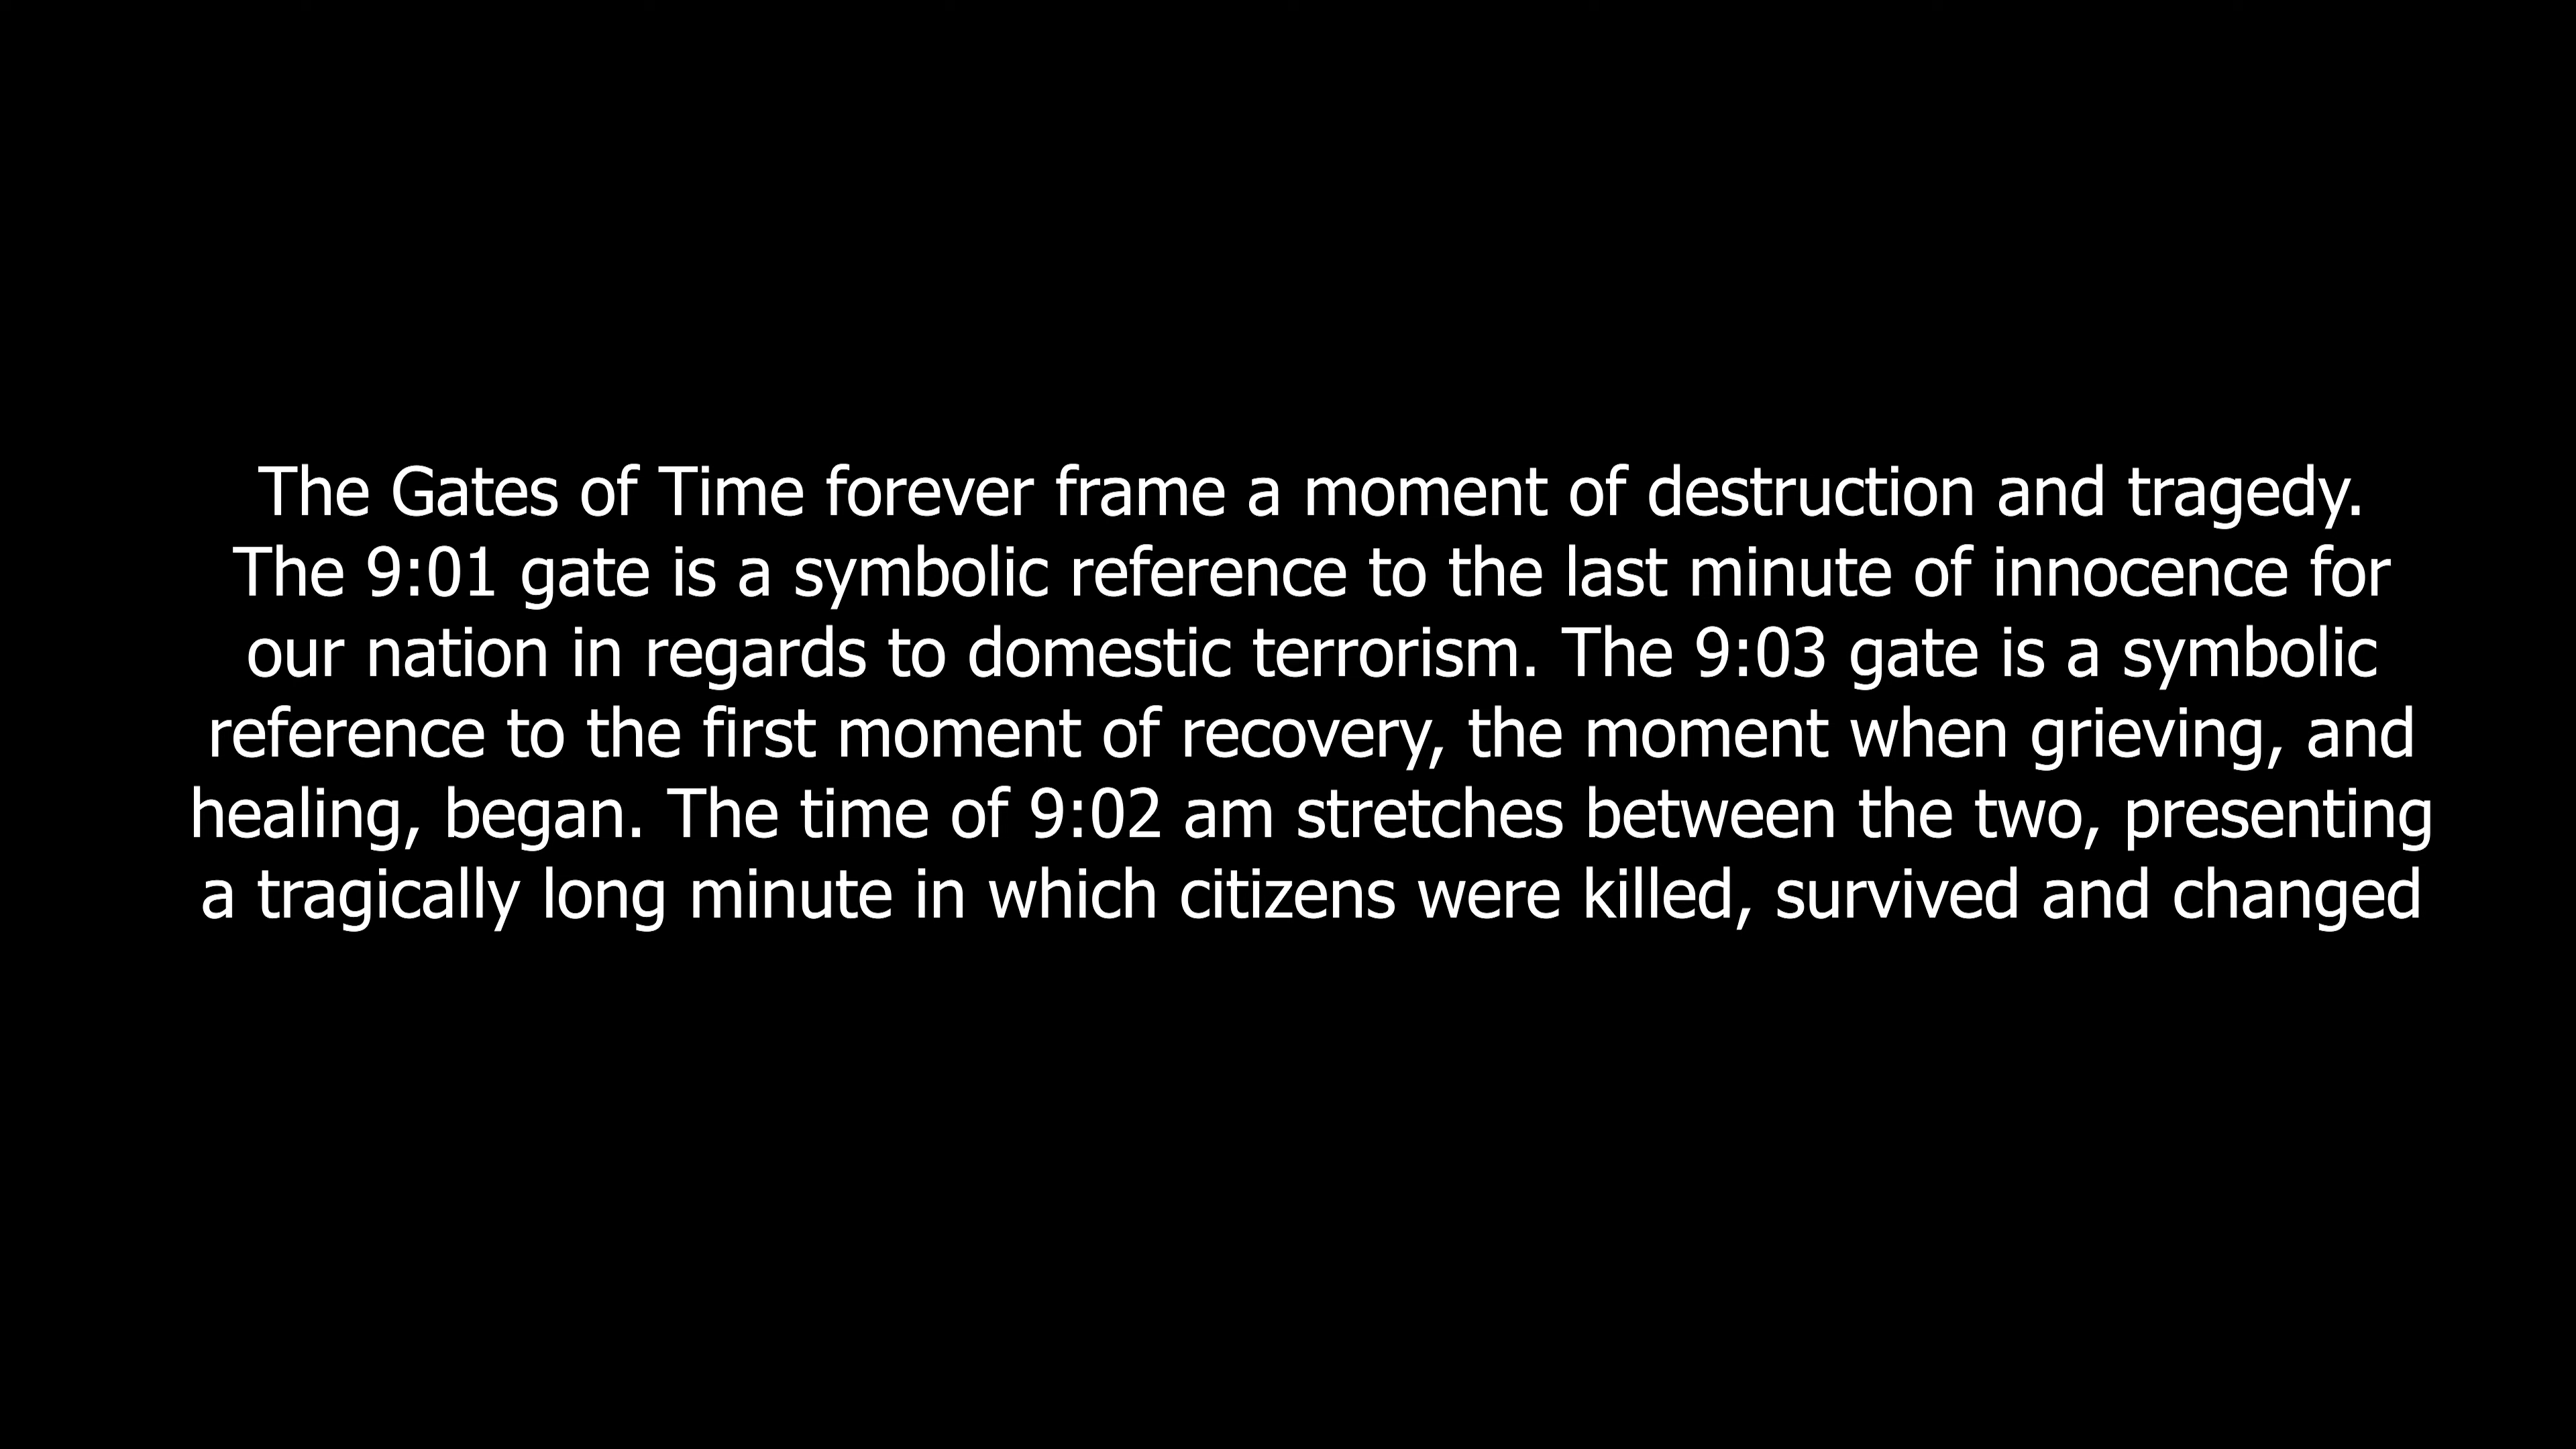 The Gates of Time forever frame a moment of destruction and tragedy.
The 9:01 gate is a symbolic reference to the last minute of innocence for
our nation in regards to domestic terrorism. The 9:03 gate is a symbolic
reference to the first moment of recovery, the moment when grieving, and
healing, began. The time of 9:02 am stretches between the two, presenting
a tragically long minute in which citizens were killed, survived and changed